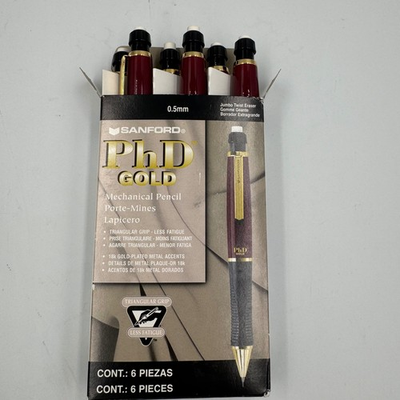 0.5mm
Jumbo Twist Eraser
Gomme Géante
Borrador Extragrande
SANFORD®
PhD
GOLD
Mechanical Pencil
Porte-Mines
Lapicero
• TRIANGULAR GRIP - LESS FATIGUE
• PRISE TRIANGULAIRE - MOINS FATIGUANT
• AGARRE TRIANGULAR - MENOR FATIGA
• 18k GOLD-PLATED METAL ACCENTS
• DÉTAILS DE MÉTAL PLAQUÉ-OR 18k
• ACENTOS DE 18k METAL DORADOS
PhD
TRIANGULAR GRIP
LESS FATIGUE
CONT.: 6 PIEZAS
CONT.: 6 PIECES